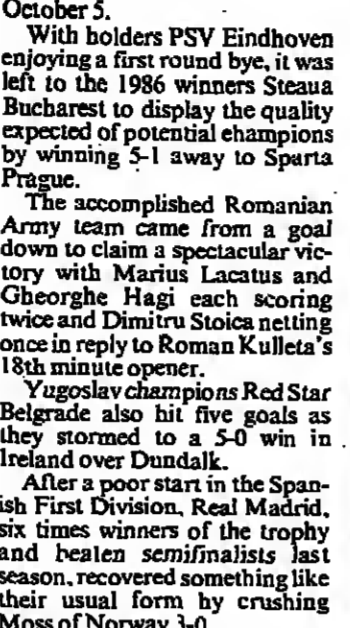 October 5.
With holders PSV Eindhoven
enjoying a first round bye, it was
left to the 1986 winners Steaua
Bucharest to display the quality
expected of potential ehampions
by winning 5-1 away to Sparta
Prague.
The accomplished Romanian
Army team came from a goal
down to claim a spectacular vic-
tory with Marius Lacatus and
Gheorghe Hagi each scoring
twice and Dimitru Stoica netting
once in reply to Roman Kulleta's
18th minute opener.
Yugoslav champions Red Star
Belgrade also hit five goals as
they stormed to a 5-0 win in
Ireland over Dundalk.
After a poor start in the Span-
ish First Division, Real Madrid,
six times winners of the trophy
and bealen semifinalists last
season, recovered something like
their usual form by crushing
Moss of Norway 3-0